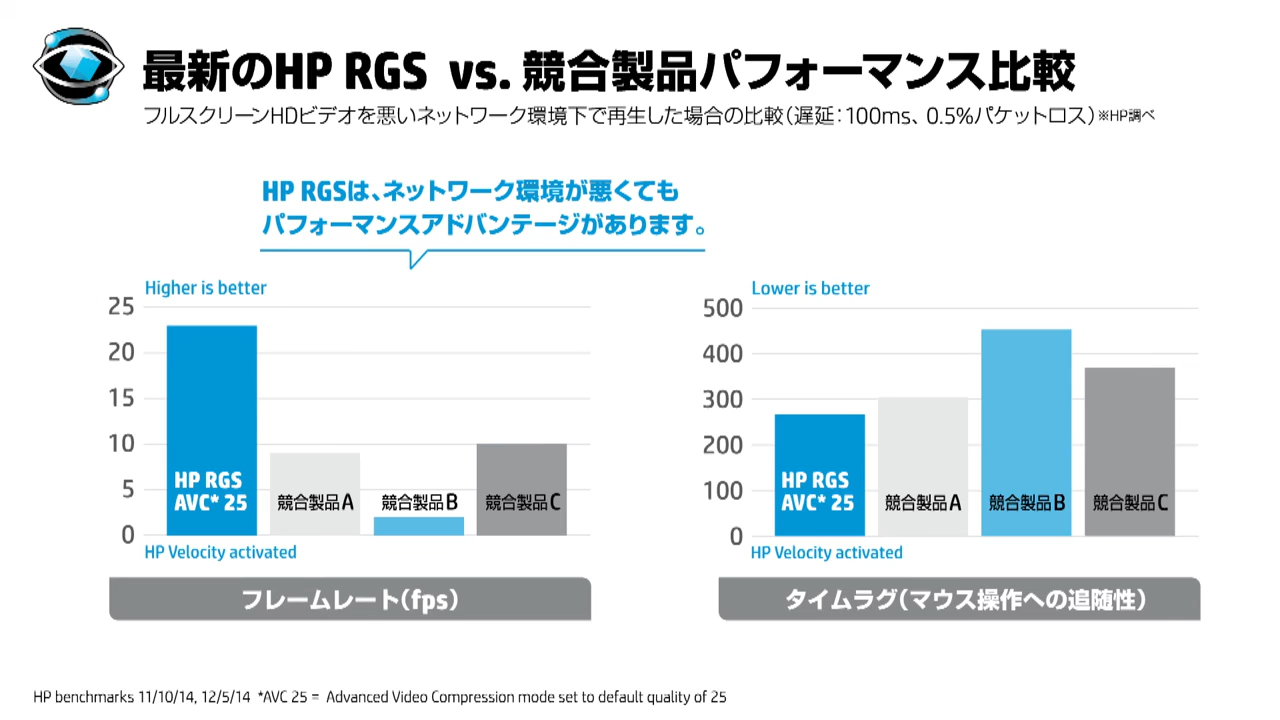 最新のHP RGS vs. 競合製品パフォーマンス比較
フルスクリーンHDビデオを悪いネットワーク環境下で再生した場合の比較（遅延：100ms、0.5%パケットロス）※HP調べ
HP RGSは、ネットワーク環境が悪くても
パフォーマンスアドバンテージがあります。
Higher is better
25
20
15
10
5
0
HP RGS
AVC* 25
競合製品A
競合製品B
競合製品C
HP Velocity activated
フレームレート（fps）
Lower is better
500
400
300
200
100
0
HP RGS
AVC* 25
競合製品A
競合製品B
競合製品C
HP Velocity activated
タイムラグ（マウス操作への追随性）
HP benchmarks 11/10/14, 12/5/14 *AVC 25 = Advanced Video Compression mode set to default quality of 25